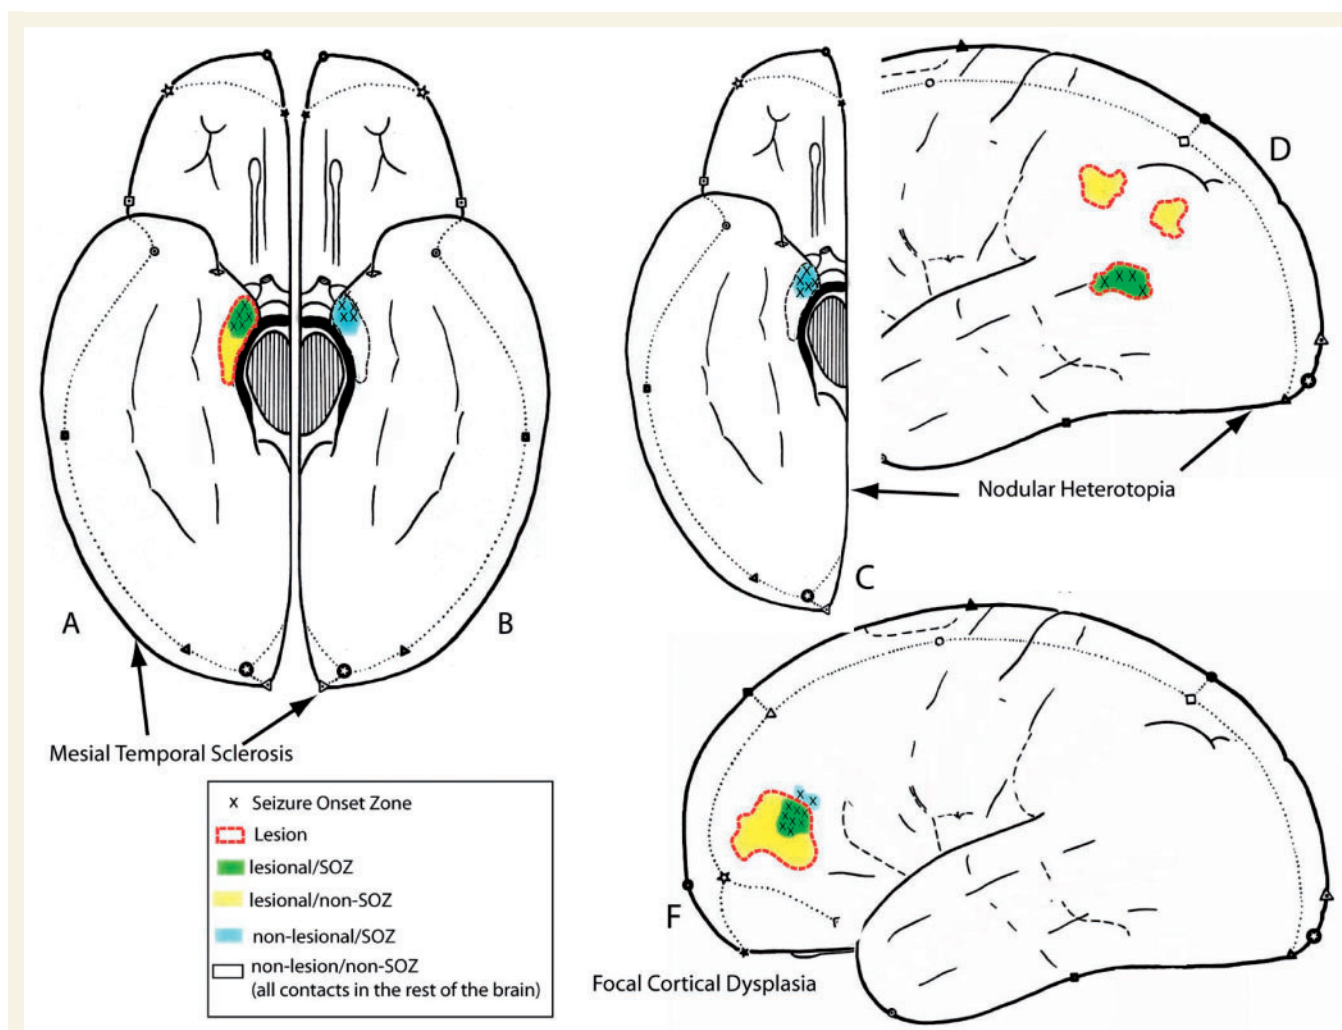 D
Nodular Heterotopia
C
A
B
Mesial Temporal Sclerosis
x Seizure Onset Zone
Lesion
lesional/SOZ
lesional/non-SOZ
non-lesional/SOZ
non-lesion/non-SOZ
(all contacts in the rest of the brain)
F
Focal Cortical Dysplasia